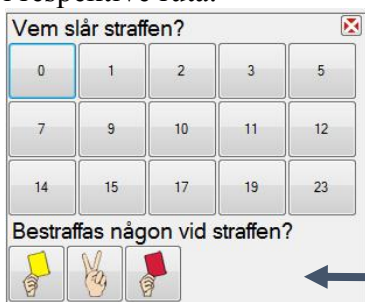 respektive ruta.
Vem slår straffen?
0 1 2 3 5
7 9 10 11 12
14 15 17 19 23
Bestraffas någon vid straffen?